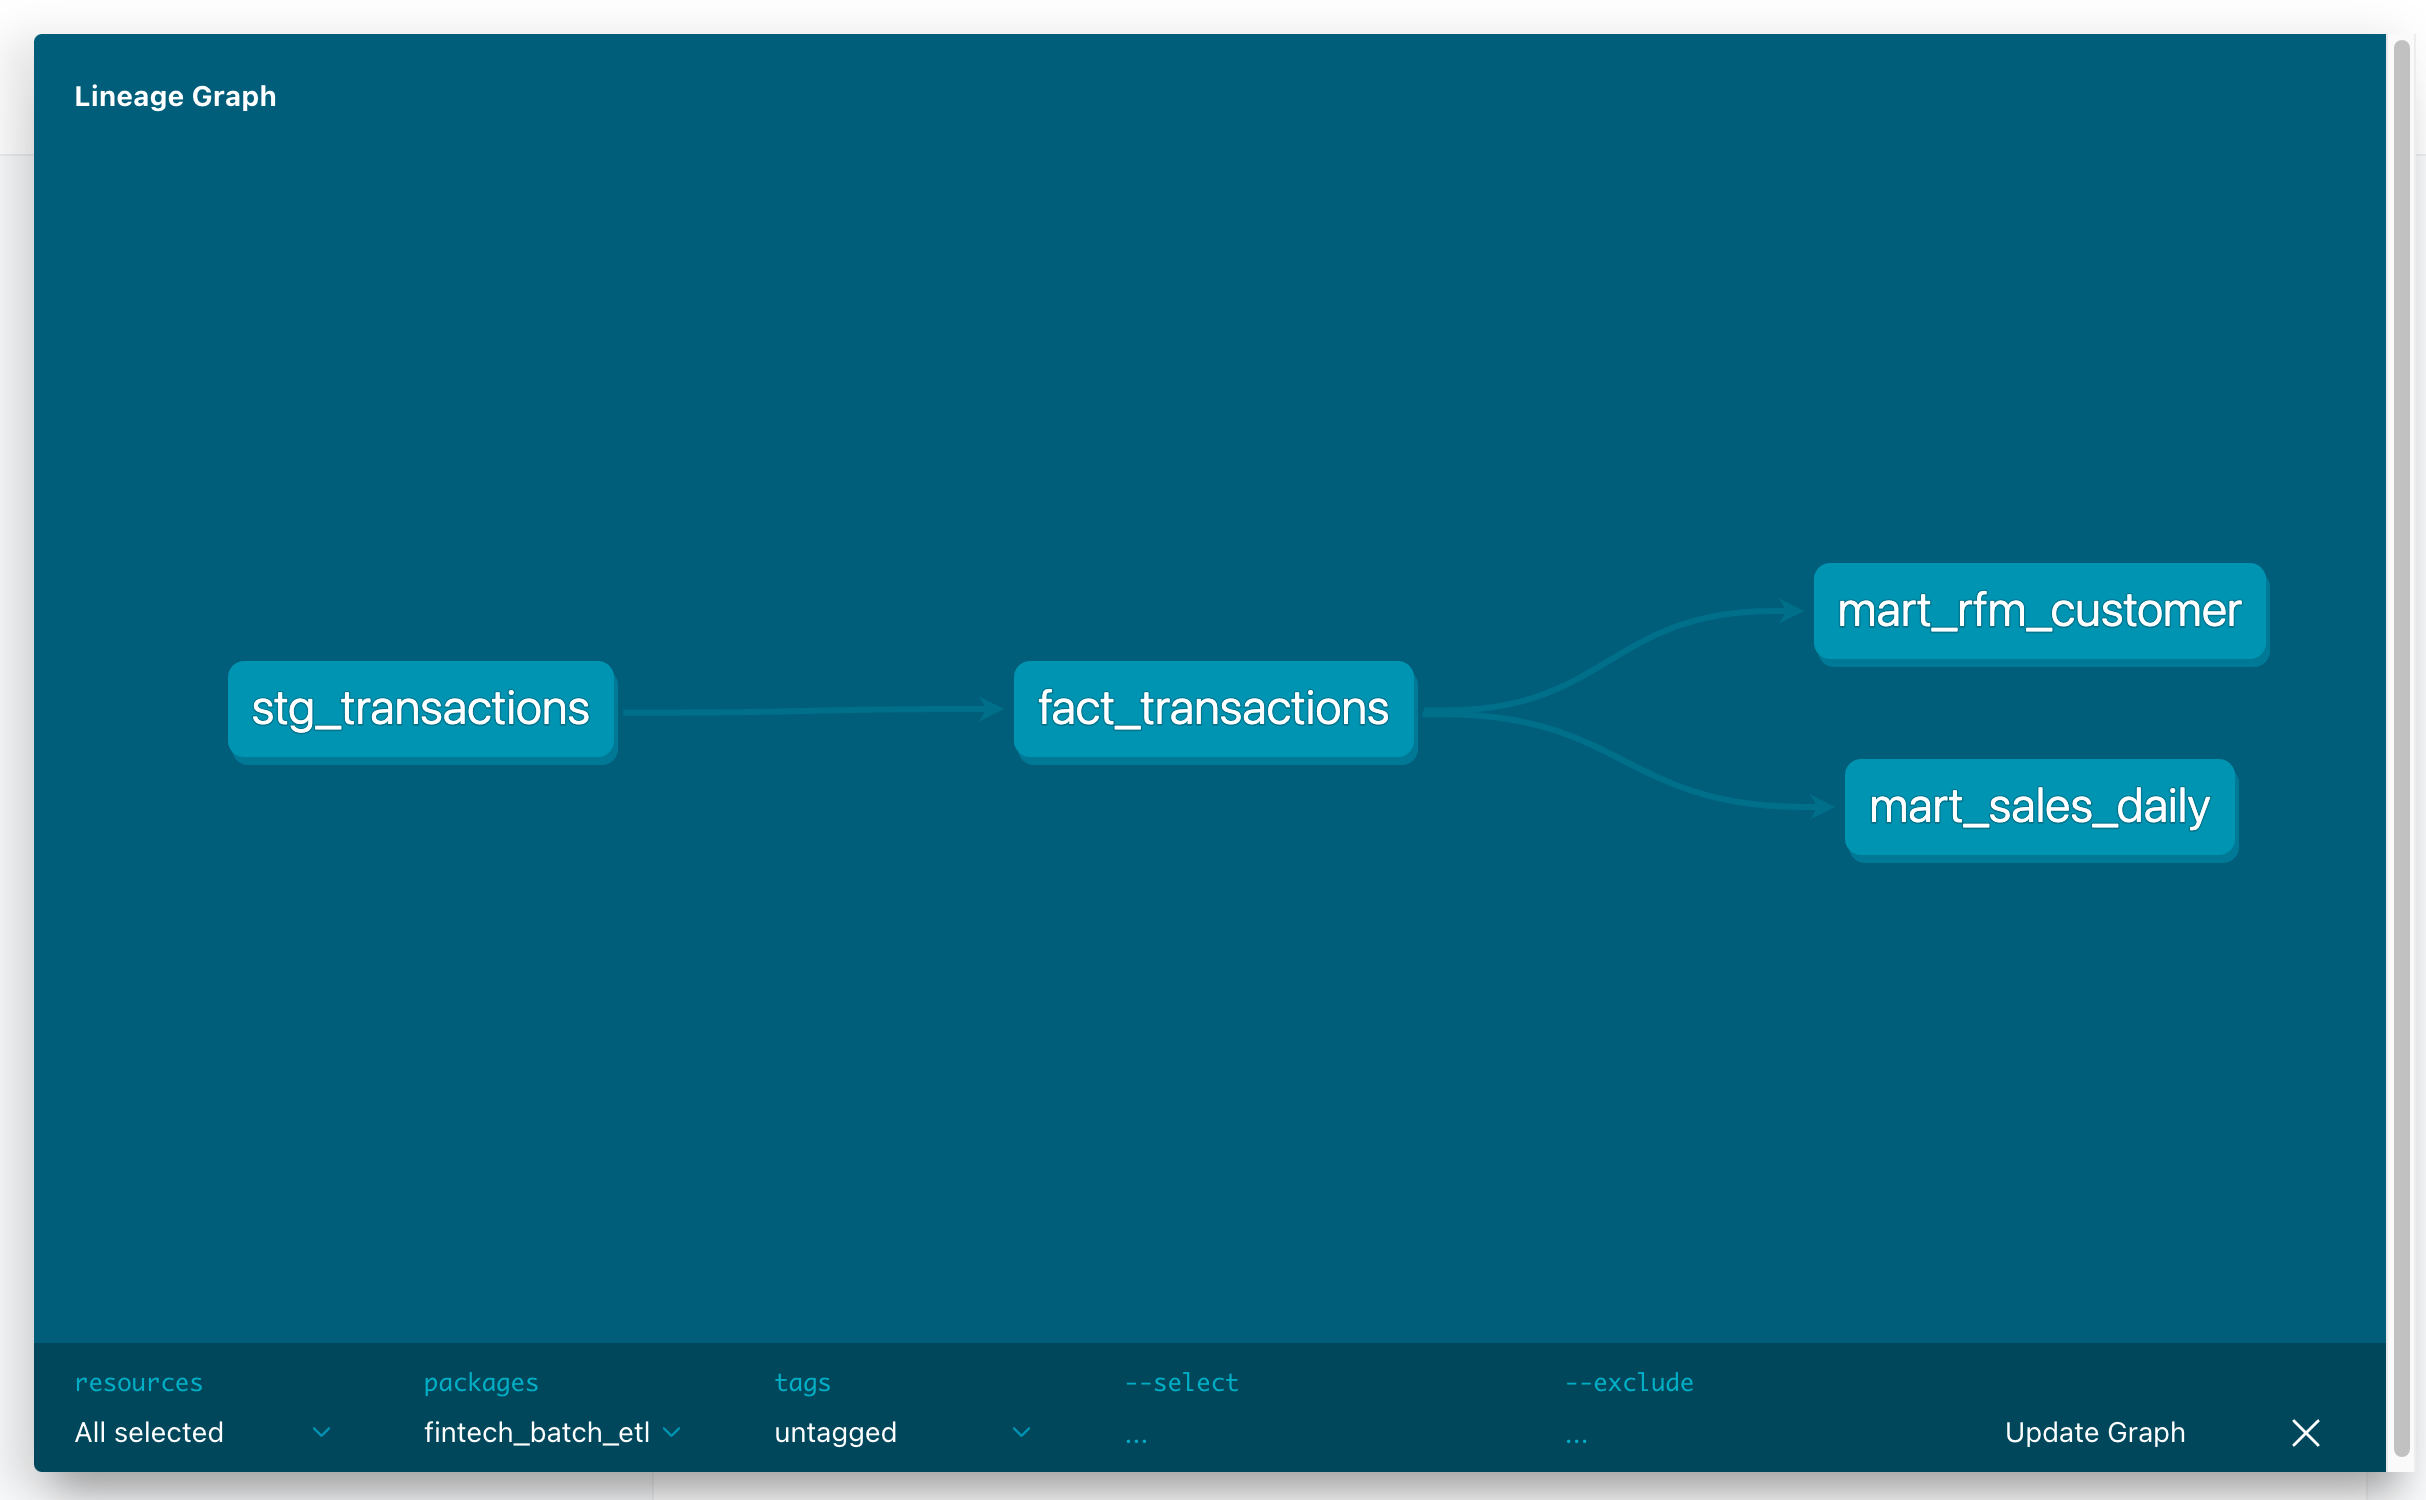 Lineage Graph
mart_rfm_customer
stg_transactions
fact_transactions
mart_sales_daily
resources
packages
tags
--select
--exclude
All selected
fintech_batch_etl
untagged
...
...
Update Graph